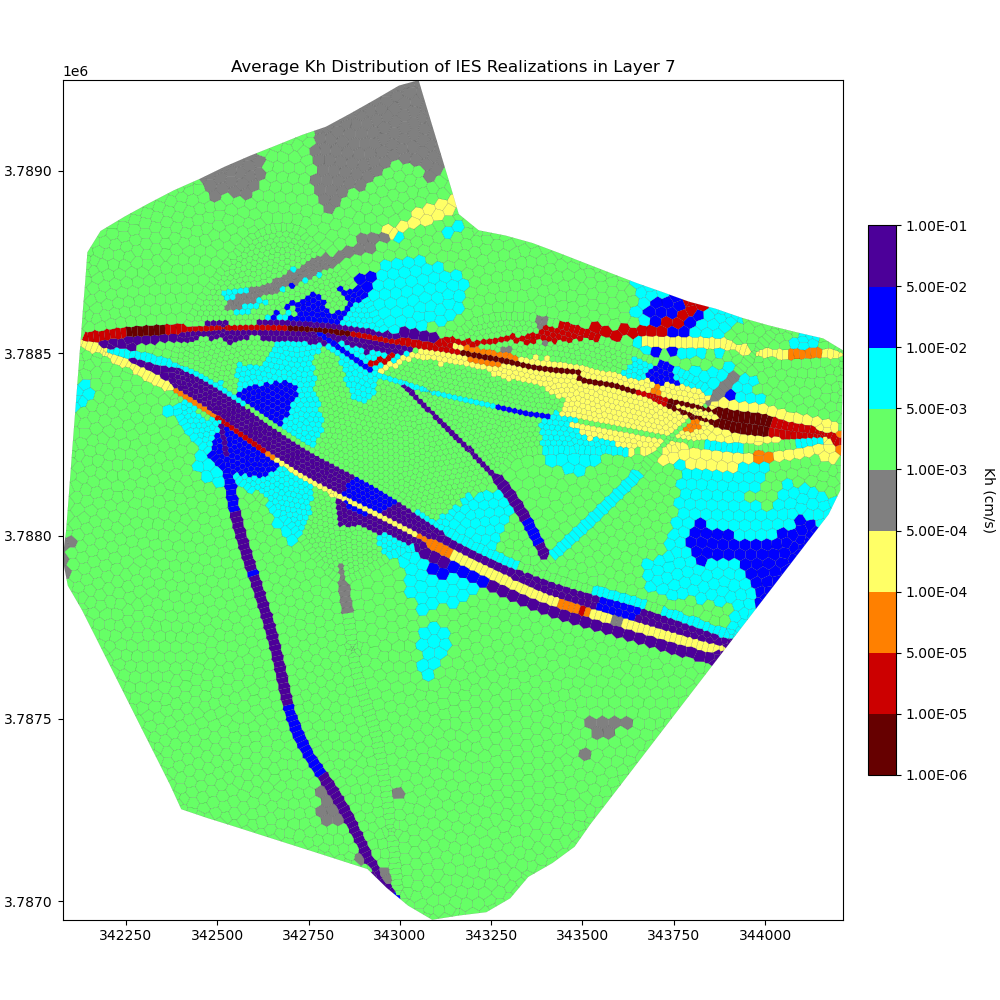 Average Kh Distribution of IES Realizations in Layer 7
1e6
3.7890
3.7885
3.7880
3.7875
3.7870
342250 342500 342750 343000 343250 343500 343750 344000
1.00E-01
5.00E-02
1.00E-02
5.00E-03
1.00E-03
5.00E-04
1.00E-04
5.00E-05
1.00E-05
1.00E-06
Kh (cm/s)